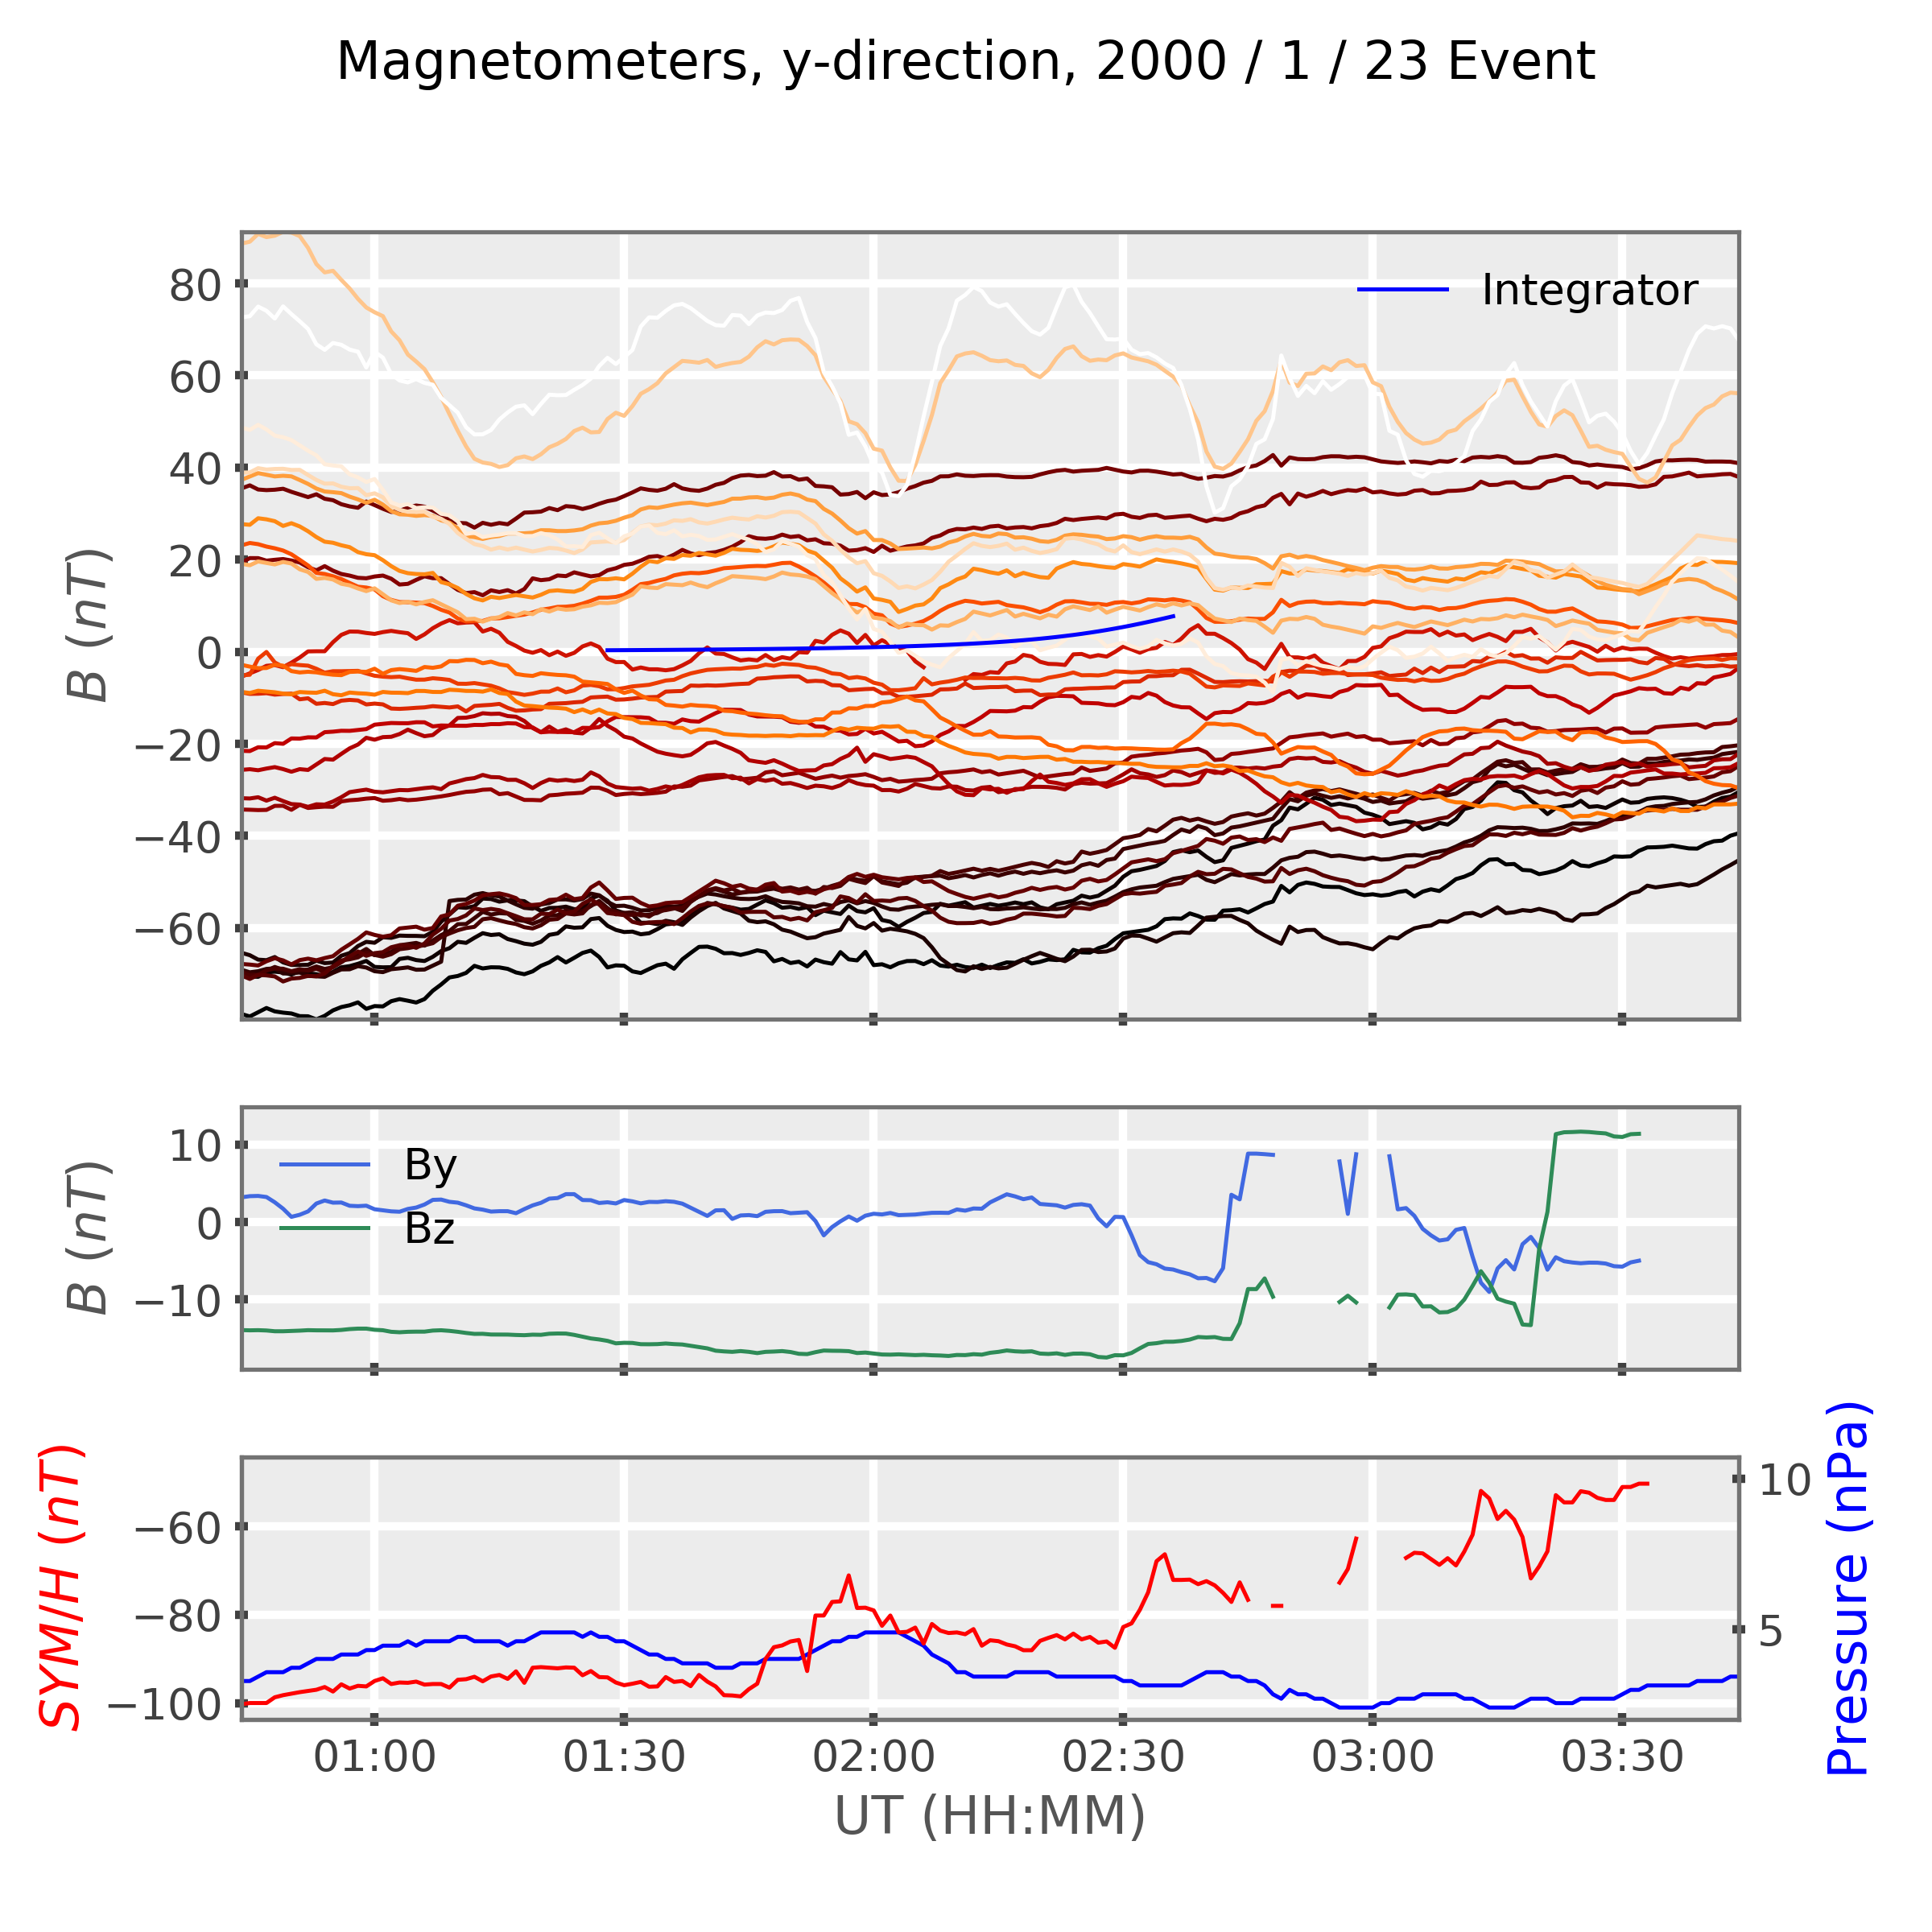 Magnetometers, y-direction, 2000 / 1 / 23 Event
80
60
40
20
0
−20
−40
−60
B (nT)
Integrator
10
0
−10
B (nT)
By
Bz
−60
−80
−100
SYM/H (nT)
10
5
Pressure (nPa)
01:00 01:30 02:00 02:30 03:00 03:30
UT (HH:MM)